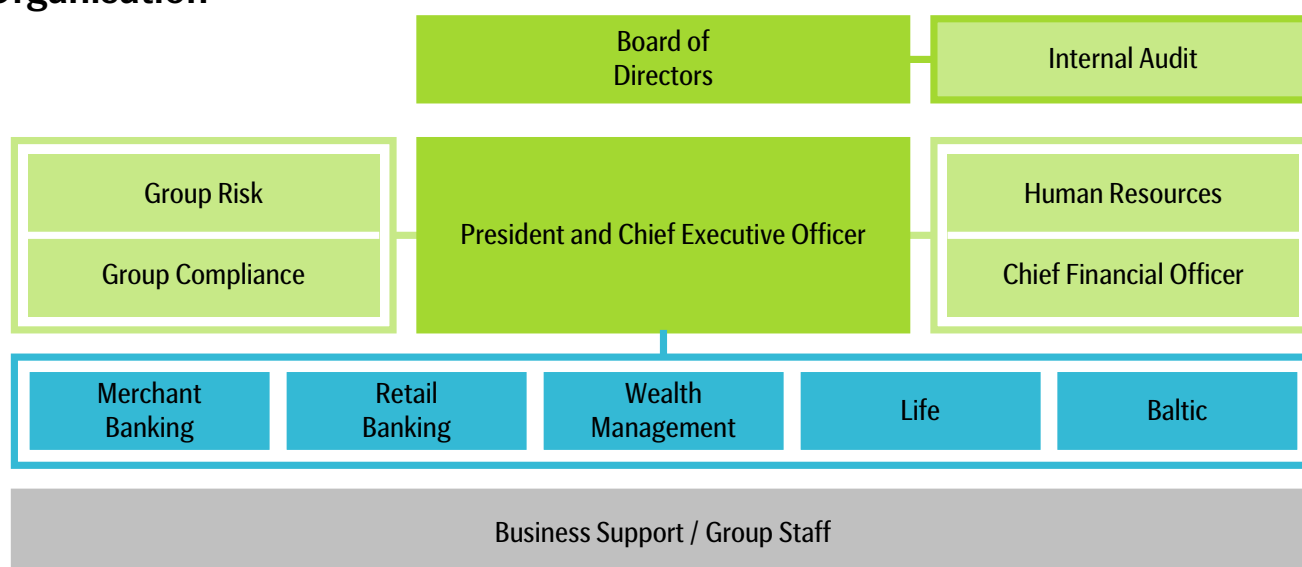 Organisation
Board of
Directors
Internal Audit
Group Risk
Group Compliance
President and Chief Executive Officer
Human Resources
Chief Financial Officer
Merchant
Banking
Retail
Banking
Wealth
Management
Life
Baltic
Business Support / Group Staff